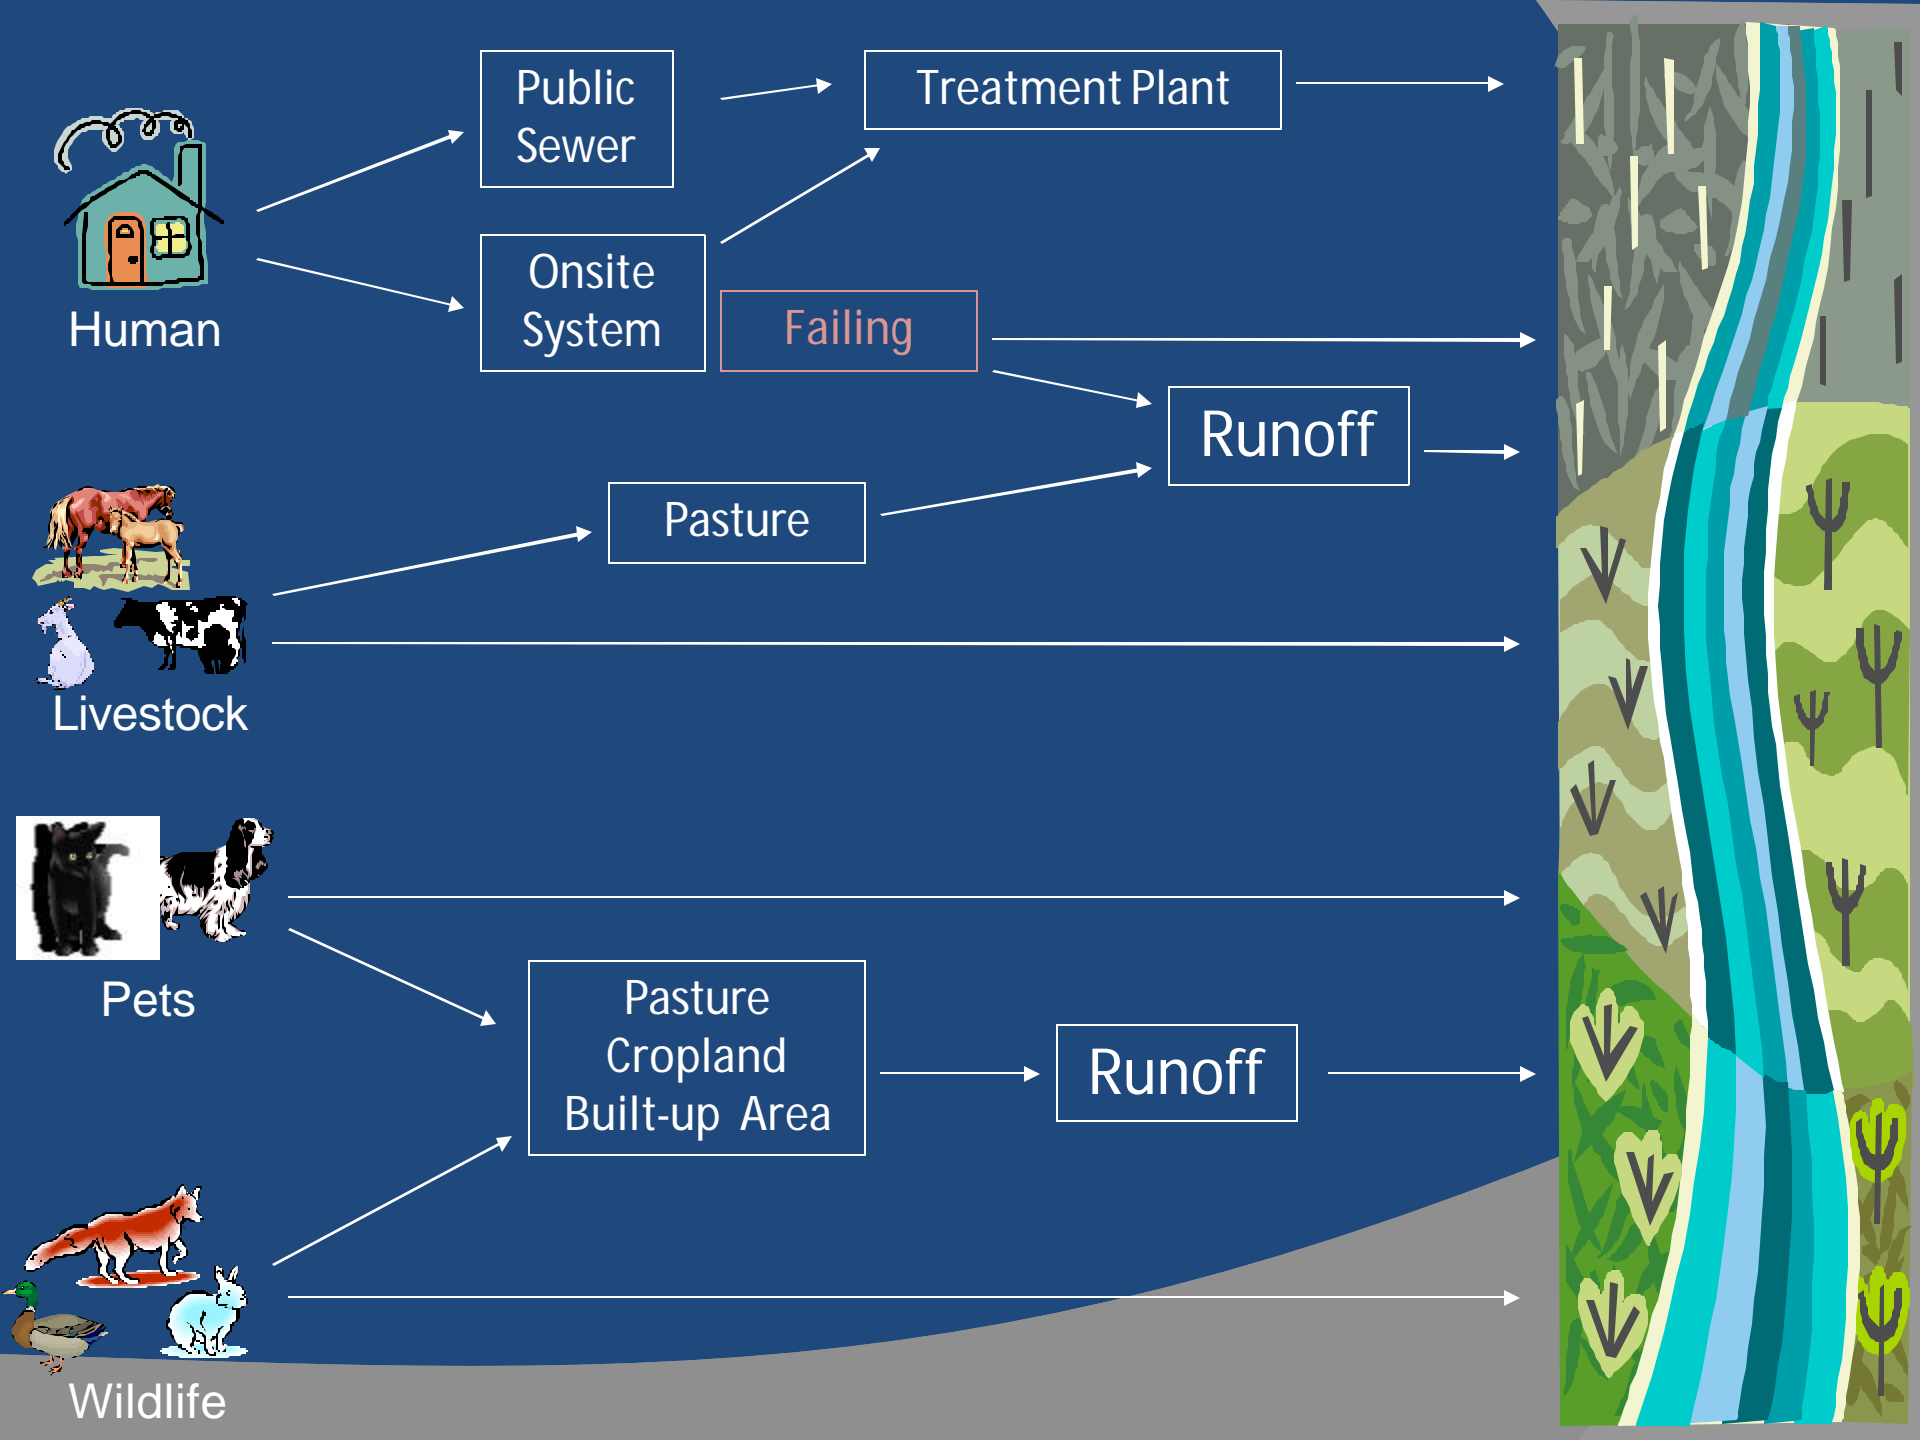 Public
Sewer
Treatment Plant
Human
Onsite
System
Failing
Runoff
Pasture
Livestock
Pets
Pasture
Cropland
Built-up Area
Runoff
Wildlife